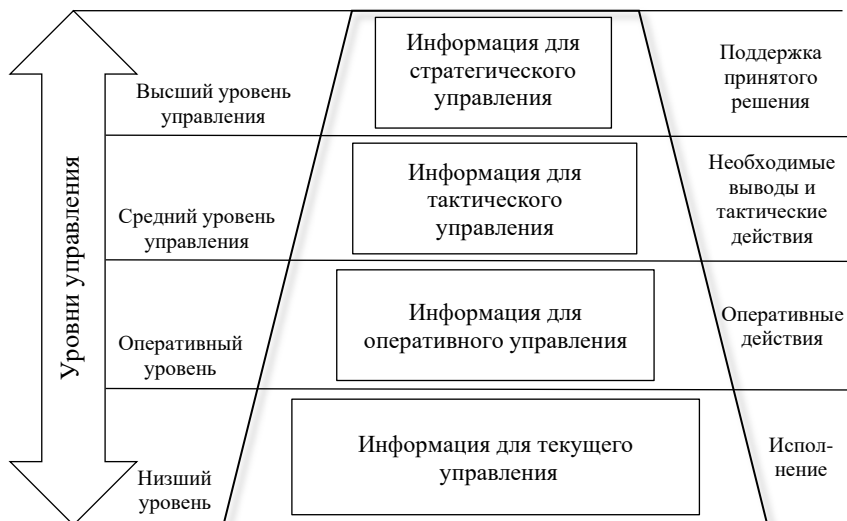 Уровни управления
Высший уровень
управления
Информация для
стратегического
управления
Поддержка
принятого
решения
Средний уровень
управления
Информация для
тактического
управления
Необходимые
выводы и
тактические
действия
Оперативный
уровень
Информация для
оперативного управления
Оперативные
действия
Низший
уровень
Информация для текущего
управления
Испол-
нение